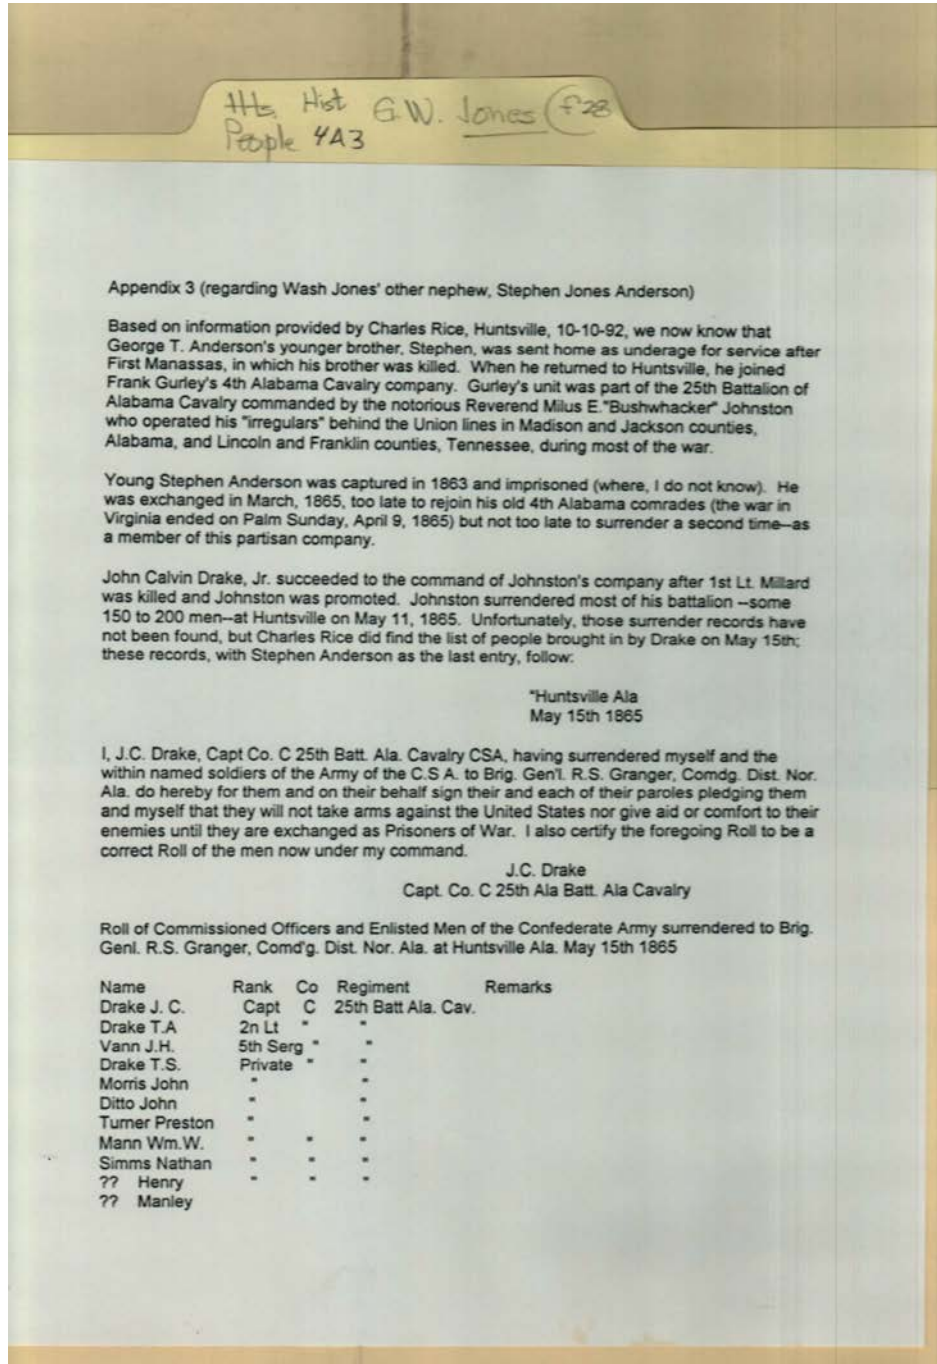 Hts, Hist G.W. Jones (f28
People 4A3
Appendix 3 (regarding Wash Jones' other nephew, Stephen Jones Anderson)
Based on information provided by Charles Rice, Huntsville, 10-10-92, we now know that
George T. Anderson's younger brother, Stephen, was sent home as underage for service after
First Manassas, in which his brother was killed. When he returned to Huntsville, he joined
Frank Gurley's 4th Alabama Cavalry company. Gurley's unit was part of the 25th Battalion of
Alabama Cavalry commanded by the notorious Reverend Milus E."Bushwhacker" Johnston
who operated his "irregulars" behind the Union lines in Madison and Jackson counties,
Alabama, and Lincoln and Franklin counties, Tennessee, during most of the war.
Young Stephen Anderson was captured in 1863 and imprisoned (where, I do not know). He
was exchanged in March, 1865, too late to rejoin his old 4th Alabama comrades (the war in
Virginia ended on Palm Sunday, April 9, 1865) but not too late to surrender a second time--as
a member of this partisan company.
John Calvin Drake, Jr. succeeded to the command of Johnston's company after 1st Lt. Millard
was killed and Johnston was promoted. Johnston surrendered most of his battalion --some
150 to 200 men--at Huntsville on May 11, 1865. Unfortunately, those surrender records have
not been found, but Charles Rice did find the list of people brought in by Drake on May 15th;
these records, with Stephen Anderson as the last entry, follow:
"Huntsville Ala
May 15th 1865
I, J.C. Drake, Capt Co. C 25th Batt. Ala. Cavalry CSA, having surrendered myself and the
within named soldiers of the Army of the C.S A. to Brig. Gen'l. R.S. Granger, Comdg. Dist. Nor.
Ala. do hereby for them and on their behalf sign their and each of their paroles pledging them
and myself that they will not take arms against the United States nor give aid or comfort to their
enemies until they are exchanged as Prisoners of War. I also certify the foregoing Roll to be a
correct Roll of the men now under my command.
J.C. Drake
Capt. Co. C 25th Ala Batt. Ala Cavalry
Roll of Commissioned Officers and Enlisted Men of the Confederate Army surrendered to Brig.
Genl. R.S. Granger, Comd'g. Dist. Nor. Ala. at Huntsville Ala. May 15th 1865
Name Rank Co Regiment Remarks
Drake J. C. Capt C 25th Batt Ala. Cav.
Drake T.A 2n Lt " "
Vann J.H. 5th Serg " "
Drake T.S. Private " "
Morris John " "
Ditto John " "
Turner Preston " "
Mann Wm.W. " " "
Simms Nathan " " "
?? Henry " " "
?? Manley